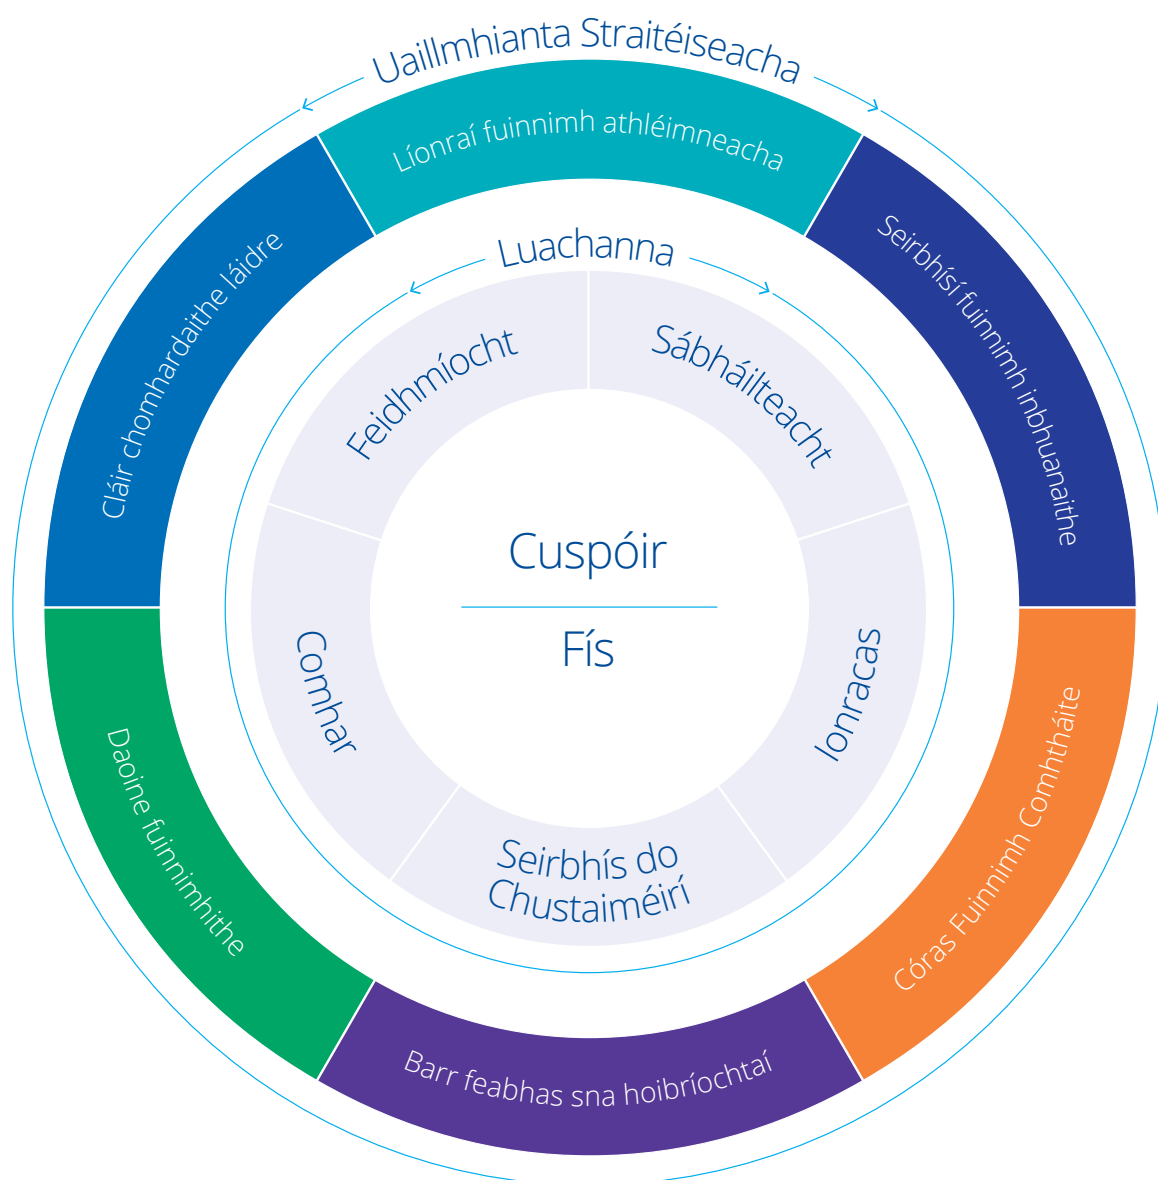 Uaillmhianta Straitéiseacha
Líonraí fuinnimh athléimneacha
Seirbhísí fuinnimh inbhuanaithe
Córas Fuinnimh Comhtháite
Barr feabhas sna hoibríochtaí
Daoine fuinnimhithe
Cláir chomhardaithe láidre
Luachanna
Sábháilteacht
Ionracas
Seirbhís do
Chustaiméirí
Comhar
Feidhmíocht
Cuspóir
Fís